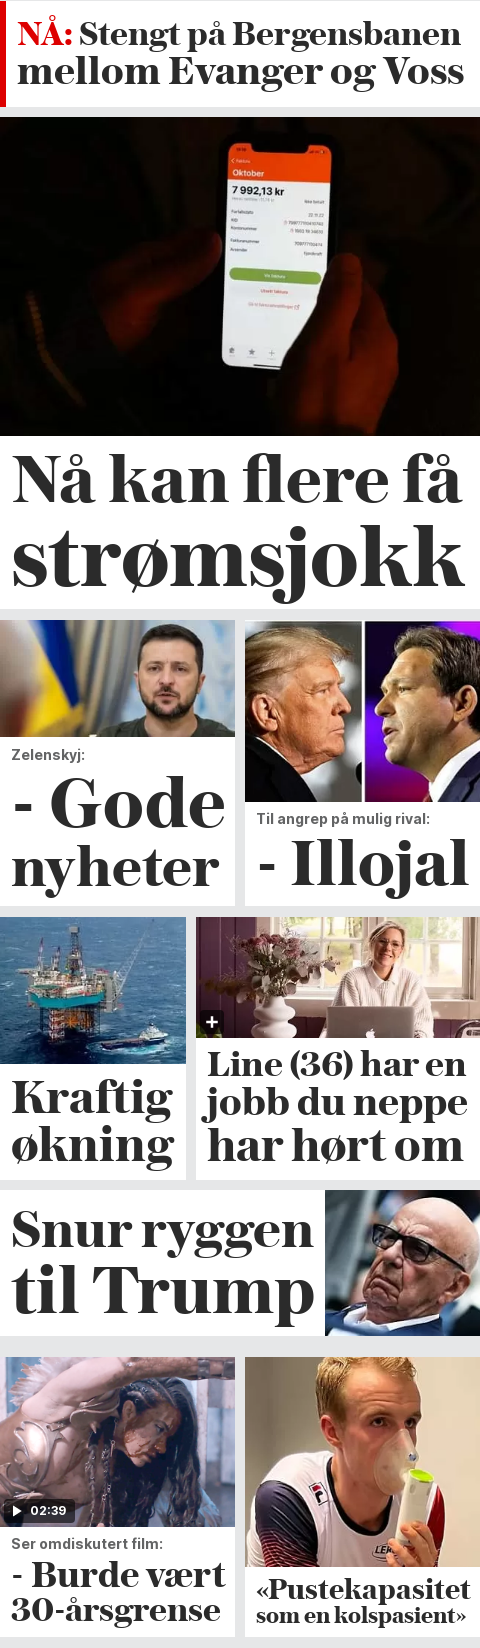 NÅ: Stengt på Bergensbanen
mellom Evanger og Voss
Oktober
7 992,13 kr
Nå kan flere få
strømsjokk
Zelenskyj:
- Gode
nyheter
Til angrep på mulig rival:
- Illojal
Kraftig
økning
Line (36) har en
jobb du neppe
har hørt om
Snur ryggen
til Trump
02:39
Ser omdiskutert film:
- Burde vært
30-årsgrense
«Pustekapasitet
som en kolspasient»